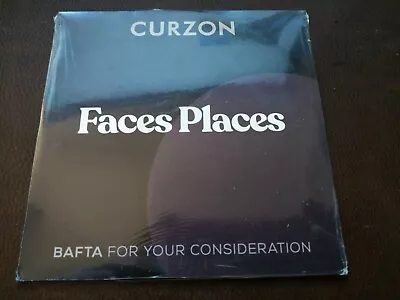 CURZON
Faces Places
BAFTA FOR YOUR CONSIDERATION